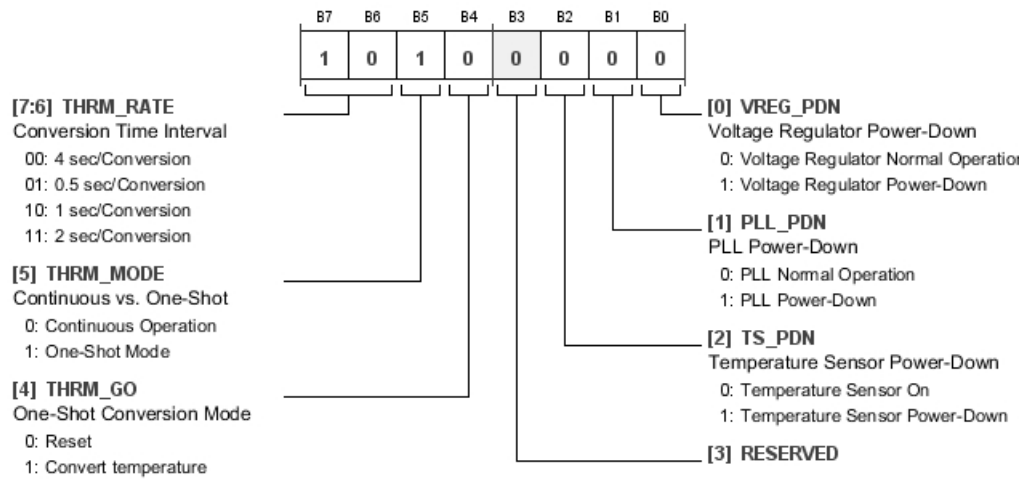 B7 B6 B5 B4 B3 B2 B1 B0
1 0 1 0 0 0 0 0
[7:6] THRM_RATE
Conversion Time Interval
00: 4 sec/Conversion
01: 0.5 sec/Conversion
10: 1 sec/Conversion
11: 2 sec/Conversion
[5] THRM_MODE
Continuous vs. One-Shot
0: Continuous Operation
1: One-Shot Mode
[4] THRM_GO
One-Shot Conversion Mode
0: Reset
1: Convert temperature
[0] VREG_PDN
Voltage Regulator Power-Down
0: Voltage Regulator Normal Operation
1: Voltage Regulator Power-Down
[1] PLL_PDN
PLL Power-Down
0: PLL Normal Operation
1: PLL Power-Down
[2] TS_PDN
Temperature Sensor Power-Down
0: Temperature Sensor On
1: Temperature Sensor Power-Down
[3] RESERVED